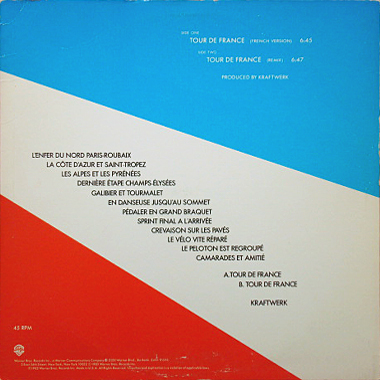 SIDE ONE
TOUR DE FRANCE (FRENCH VERSION) 6:45
SIDE TWO
TOUR DE FRANCE (REMIX) 6:47
PRODUCED BY KRAFTWERK
L'ENFER DU NORD PARIS-ROUBAIX
LA CÔTE D'AZUR ET SAINT-TROPEZ
LES ALPES ET LES PYRÉNÉES
DERNIÈRE ÉTAPE CHAMPS-ÉLYSÉES
GALIBIER ET TOURMALET
EN DANSEUSE JUSQU'AU SOMMET
PÉDALER EN GRAND BRAQUET
SPRINT FINAL A L'ARRIVÉE
CREVAISON SUR LES PAVÉS
LE VÉLO VITE RÉPARÉ
LE PELOTON EST REGROUPÉ
CAMARADES ET AMITIÉ
A.TOUR DE FRANCE
B. TOUR DE FRANCE
KRAFTWERK
45 RPM